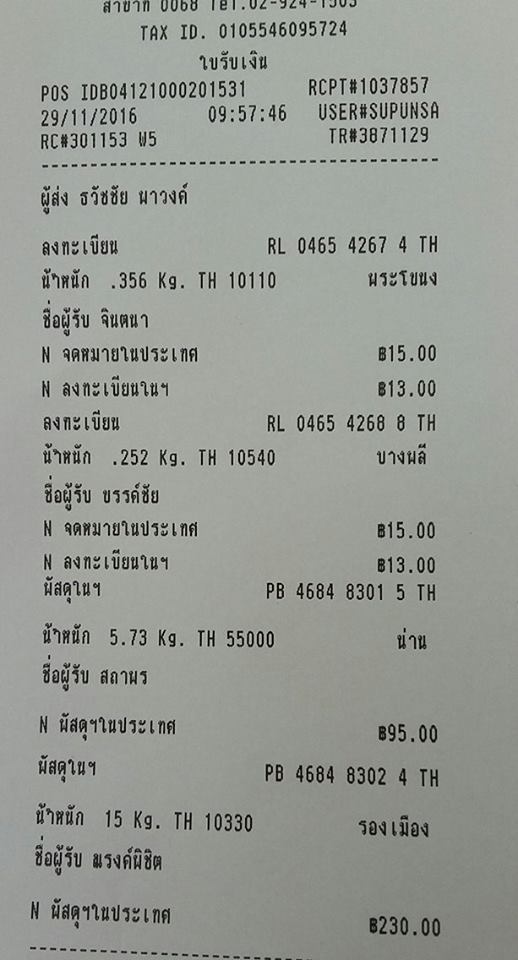 สาขาที่ 0068 Tel.02-924-1503
TAX ID. 0105546095724
ใบรับเงิน
POS IDB04121000201531 RCPT#1037857
29/11/2016 09:57:46 USER#SUPUNSA
RC#301153 W5 TR#3871129
ผู้ส่ง ธวัชชัย นาวงค์
ลงทะเบียน RL 0465 4267 4 TH
น้ำหนัก .356 Kg. TH 10110 พระโขนง
ชื่อผู้รับ จินตนา
N จดหมายในประเทศ ฿15.00
N ลงทะเบียนในฯ ฿13.00
ลงทะเบียน RL 0465 4268 8 TH
น้ำหนัก .252 Kg. TH 10540 บางพลี
ชื่อผู้รับ บรรค์ชัย
N จดหมายในประเทศ ฿15.00
N ลงทะเบียนในฯ ฿13.00
พัสดุในฯ PB 4684 8301 5 TH
น้ำหนัก 5.73 Kg. TH 55000 น่าน
ชื่อผู้รับ สถาพร
N พัสดุฯในประเทศ ฿95.00
พัสดุในฯ PB 4684 8302 4 TH
น้ำหนัก 15 Kg. TH 10330 รองเมือง
ชื่อผู้รับ ณรงค์พิชิต
N พัสดุฯในประเทศ ฿230.00